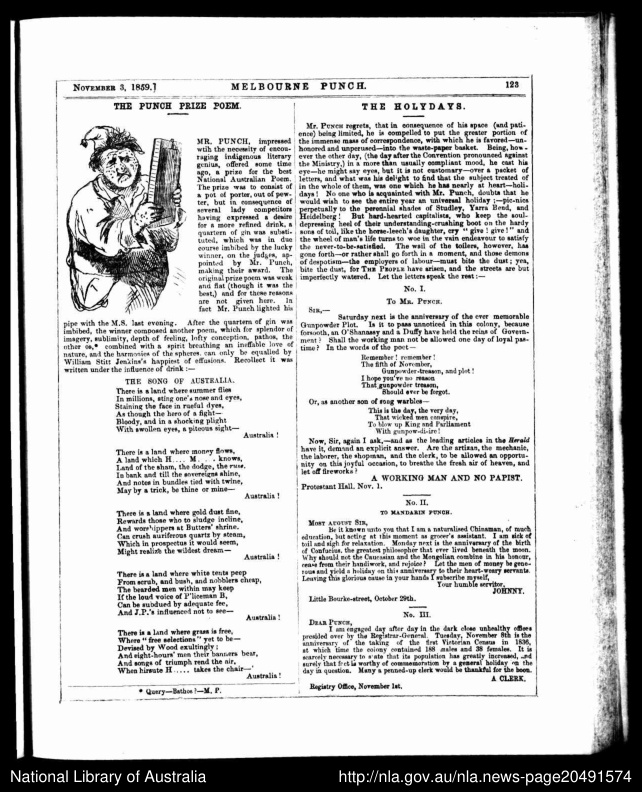 NOVEMBER 3, 1859.]
MELBOURNE PUNCH.
123
THE PUNCH PRIZE POEM.
MR. PUNCH, impressed
with the necessity of encou-
raging indigenous literary
genius, offered some time
ago, a prize for the best
National Australian Poem.
The prize was to consist of
a pot of porter, out of pew-
ter, but in consequence of
several lady competitors
having expressed a desire
for a more refined drink, a
quartern of gin was substi-
tuted, which was in due
course imbibed by the lucky
winner, on the judges, ap-
pointed by Mr. Punch,
making their award. The
original prize poem was weak
and flat (though it was the
best,) and for these reasons
are not given here. In
fact Mr. Punch lighted his
pipe with the M.S. last evening. After the quartern of gin was
imbibed, the winner composed another poem, which for splendor of
imagery, sublimity, depth of feeling, lofty conception, pathos, the
other os,* combined with a spirit breathing an ineffable love of
nature, and the harmonies of the spheres, can only be equalled by
William Stitt Jenkins's happiest of effusions. Recollect it was
written under the influence of drink :—
THE SONG OF AUSTRALIA.
There is a land where summer flies
In millions, sting one's nose and eyes,
Staining the face in rueful dyes,
As though the hero of a fight—
Bloody, and in a shocking plight
With swollen eyes, a piteous sight—
Australia !
There is a land where money flows,
A land which H.... M.... knows,
Land of the sham, the dodge, the ruse.
In bank and till the sovereigns shine,
And notes in bundles tied with twine,
May by a trick, be thine or mine—
Australia !
There is a land where gold dust fine,
Rewards those who to sludge incline,
And worshippers at Butters' shrine.
Can crush auriferous quartz by steam,
Which in prospectus it would seem,
Might realize the wildest dream—
Australia !
There is a land where white tents peep
From scrub, and bush, and nobblers cheap,
The bearded men within may keep
If the loud voice of P'liceman B,
Can be subdued by adequate fee,
And J.P.'s influenced not to see—
Australia !
There is a land where grass is free,
Where "free selections" yet to be—
Devised by Wood exultingly ;
And eight-hours' men their banners bear,
And songs of triumph rend the air,
When hirsute H..... takes the chair—'
Australia !
* Query—Bathos ?—M. P.
THE HOLYDAYS.
Mr. PUNCH regrets, that in consequence of his space (and pati-
ence) being limited, he is compelled to put the greater portion of
the immense mass of correspondence, with which he is favored—un-
honored and unperused—into the waste-paper basket. Being, how-
ever the other day, (the day after the Convention pronounced against
the Ministry,) in a more than usually compliant mood, he cast his
eye—he might say eyes, but it is not customary—over a packet of
letters, and what was his delight to find that the subject treated of
in the whole of them, was one which he has nearly at heart—holi-
days ! No one who is acquainted with Mr. Punch, doubts that he
would wish to see the entire year an universal holiday ;—pic-nics
perpetually to the perennial shades of Studley, Yarra Bend, and
Heidelberg ! But hard-hearted capitalists, who keep the soul-
depressing heel of their understanding-crushing boot on the hardy
sons of toil, like the horse-leech's daughter, cry "give ! give !" and
the wheel of man's life turns to woe in the vain endeavour to satisfy
the never-to-be-satisfied. The wail of the toilers, however, has
gone forth—or rather shall go forth in a moment, and those demons
of despotism—the employers of labour—must bite the dust ; yes,
bite the dust, for THE PEOPLE have arisen, and the streets are but
imperfectly watered. Let the letters speak the rest :—
No. I.
To MR. PUNCH.
SIR,—
Saturday next is the anniversary of the ever memorable
Gunpowder Plot. Is it to pass unnoticed in this colony, because
forsooth, an O'Shanassy and a Duffy have held the reins of Govern-
ment ? Shall the working man not be allowed one day of loyal pas-
time ? In the words of the poet—
Remember ! remember !
The fifth of November,
Gunpowder-treason, and plot !
I hope you've no reason
That gunpowder treason,
Should ever be forgot.
Or, as another son of song warbles—
This is the day, the very day,
That wicked men conspire,
To blow up King and Parliament
With gunpow-di-ire !
Now, Sir, again I ask,—and as the leading articles in the Herald
have it, demand an explicit answer. Are the artizan, the mechanic,
the laborer, the shopman, and the clerk, to be allowed an opportu-
nity on this joyful occasion, to breathe the fresh air of heaven, and
let off fireworks ?
A WORKING MAN AND NO PAPIST.
Protestant Hall, Nov. 1.
No. II.
TO MANDARIN PUNCH.
MOST AUGUST SIR,
Be it known unto you that I am a naturalised Chinaman, of much
education, but acting at this moment as grocer's assistant. I am sick of
toil and sigh for relaxation. Monday next is the anniversary of the birth
of Confucius, the greatest philosopher that ever lived beneath the moon.
Why should not the Caucasian and the Mongolian combine in his honour,
cease from their handiwork, and rejoice ? Let the men of money be gene-
rous and yield a holiday on this anniversary to their heart-weary servants.
Leaving this glorious cause in your hands I subscribe myself,
Your humble servitor,
JOHNNY.
Little Bourke-street, October 29th.
No. III.
DEAR PUNCH,
I am engaged day after day in the dark close unhealthy offices
presided over by the Registrar-General. Tuesday, November 8th is the
anniversary of the taking of the first Victorian Census in 1836,
at which time the colony contained 188 males and 38 females. It is
scarcely necessary to state that its population has greatly increased, and
surely that fact is worthy of commemoration by a general holiday on the
day in question. Many a penned-up clerk would be thankful for the boon.
A CLERK.
Registry Office, November 1st.
National Library of Australia
http://nla.gov.au/nla.news-page20491574